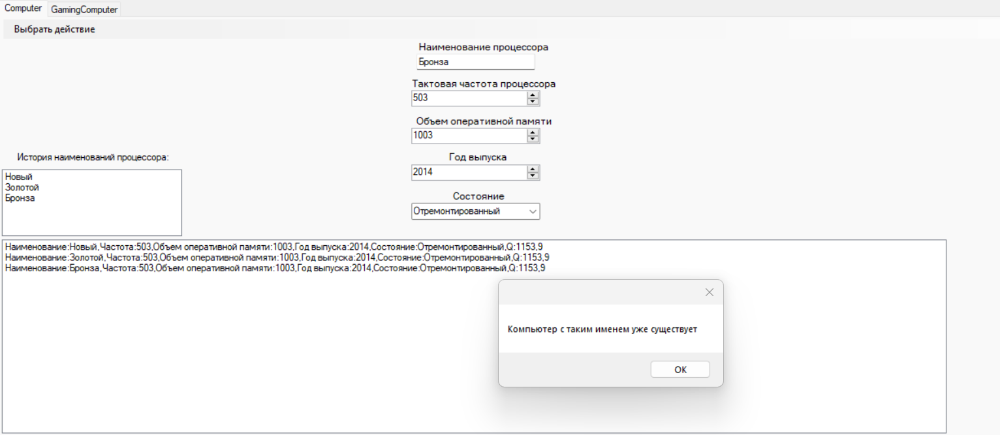 Computer GamingComputer
Выбрать действие
Наименование процессора
Бронза
Тактовая частота процессора
503
Объем оперативной памяти
1003
История наименований процессора:
Год выпуска
2014
Новый
Золотой
Бронза
Состояние
Отремонтированный
Наименование:Новый,Частота:503,Объем оперативной памяти:1003,Год выпуска:2014,Состояние:Отремонтированный,Q:1153,9
Наименование:Золотой,Частота:503,Объем оперативной памяти:1003,Год выпуска:2014,Состояние:Отремонтированный,Q:1153,9
Наименование:Бронза,Частота:503,Объем оперативной памяти:1003,Год выпуска:2014,Состояние:Отремонтированный,Q:1153,9
Компьютер с таким именем уже существует
ОК